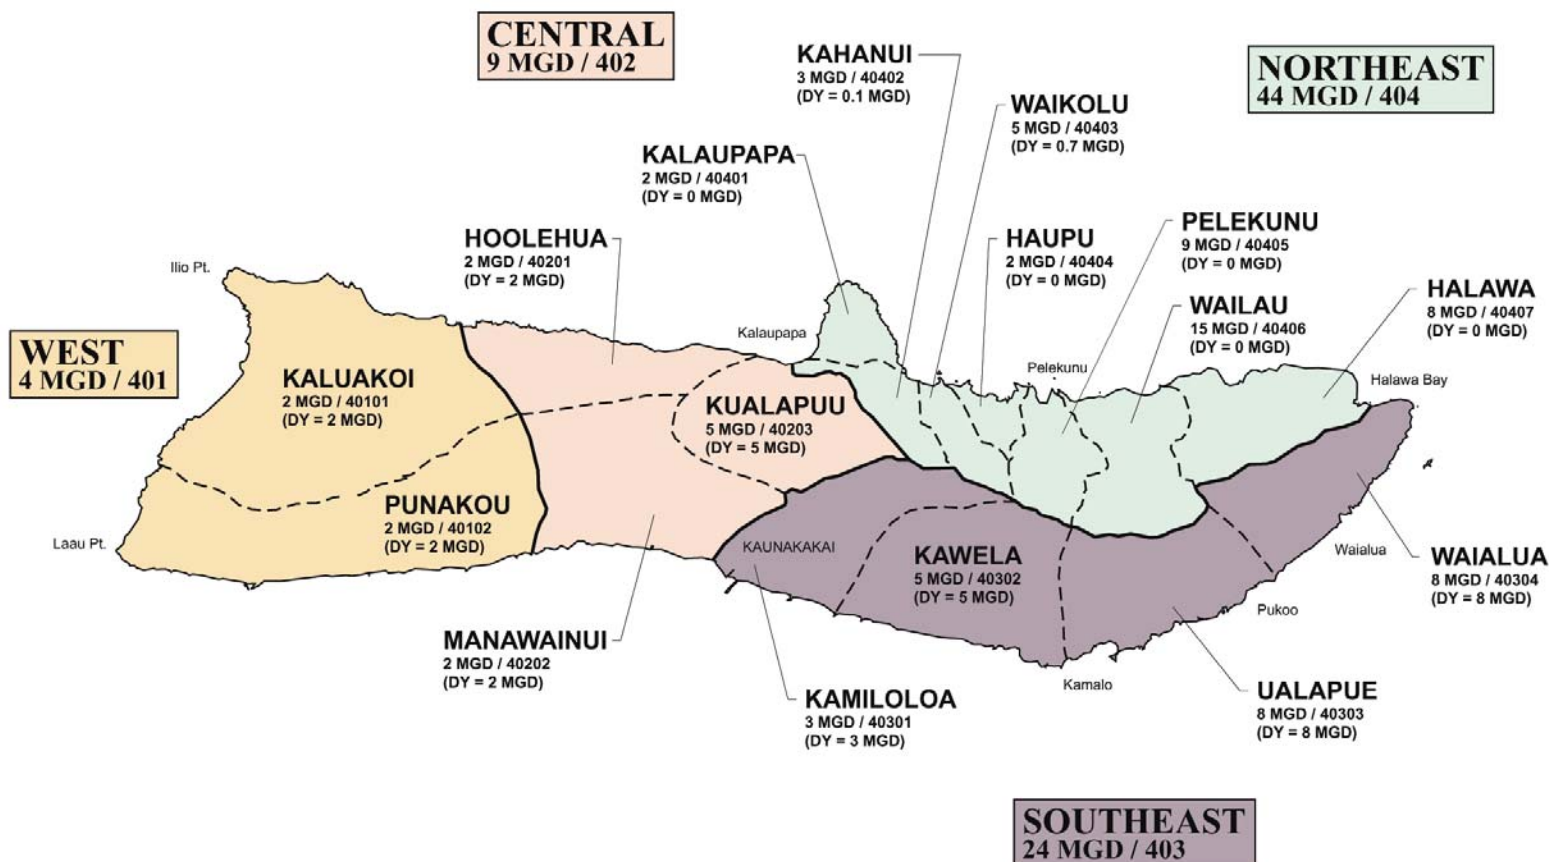 CENTRAL
9 MGD / 402
KAHANUI
3 MGD / 40402
(DY = 0.1 MGD)
NORTHEAST
44 MGD / 404
WAIKOLU
5 MGD / 40403
(DY = 0.7 MGD)
KALAUPAPA
2 MGD / 40401
(DY = 0 MGD)
HOOLEHUA
2 MGD / 40201
(DY = 2 MGD)
HAUPU
2 MGD / 40404
(DY = 0 MGD)
PELEKUNU
9 MGD / 40405
(DY = 0 MGD)
Ilio Pt.
HALAWA
8 MGD / 40407
(DY = 0 MGD)
WAILAU
15 MGD / 40406
(DY = 0 MGD)
Kalaupapa
WEST
4 MGD / 401
Pelekunu
Halawa Bay
KALUAKOI
2 MGD / 40101
(DY = 2 MGD)
KUALAPUU
5 MGD / 40203
(DY = 5 MGD)
PUNAKOU
2 MGD / 40102
(DY = 2 MGD)
Laau Pt.
KAUNAKAKAI
KAWELA
5 MGD / 40302
(DY = 5 MGD)
Waialua
WAIALUA
8 MGD / 40304
(DY = 8 MGD)
Pukoo
MANAWAINUI
2 MGD / 40202
(DY = 2 MGD)
Kamalo
KAMILOLOA
3 MGD / 40301
(DY = 3 MGD)
UALAPUE
8 MGD / 40303
(DY = 8 MGD)
SOUTHEAST
24 MGD / 403